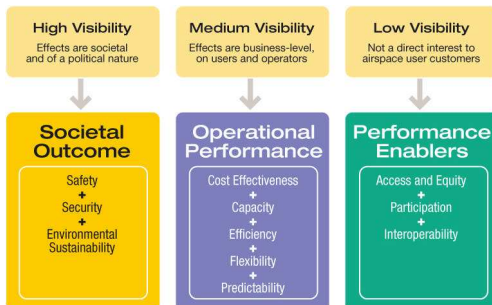 High Visibility
Effects are societal
and of a political nature
Medium Visibility
Effects are business-level,
on users and operators
Low Visibility
Not a direct interest to
airspace user customers
Societal
Outcome
Safety
+
Security
+
Environmental
Sustainability
Operational
Performance
Cost Effectiveness
+
Capacity
+
Efficiency
+
Flexibility
+
Predictability
Performance
Enablers
Access and Equity
+
Participation
+
Interoperability